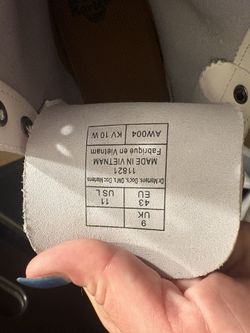 9
UK
43 11
EU US L
Dr. Martens, Doc's, DM's, Doc Martens
11821
MADE IN VIETNAM
Fabriqué en Vietnam
AW004 KV 10 W